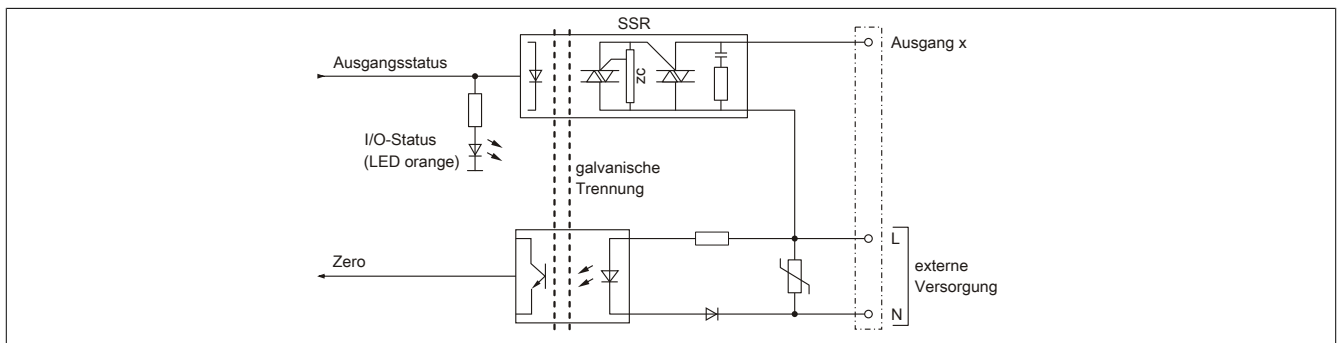 SSR
Ausgang x
Ausgangsstatus
ZC
I/O-Status
(LED orange)
galvanische
Trennung
L
Zero
externe
Versorgung
N